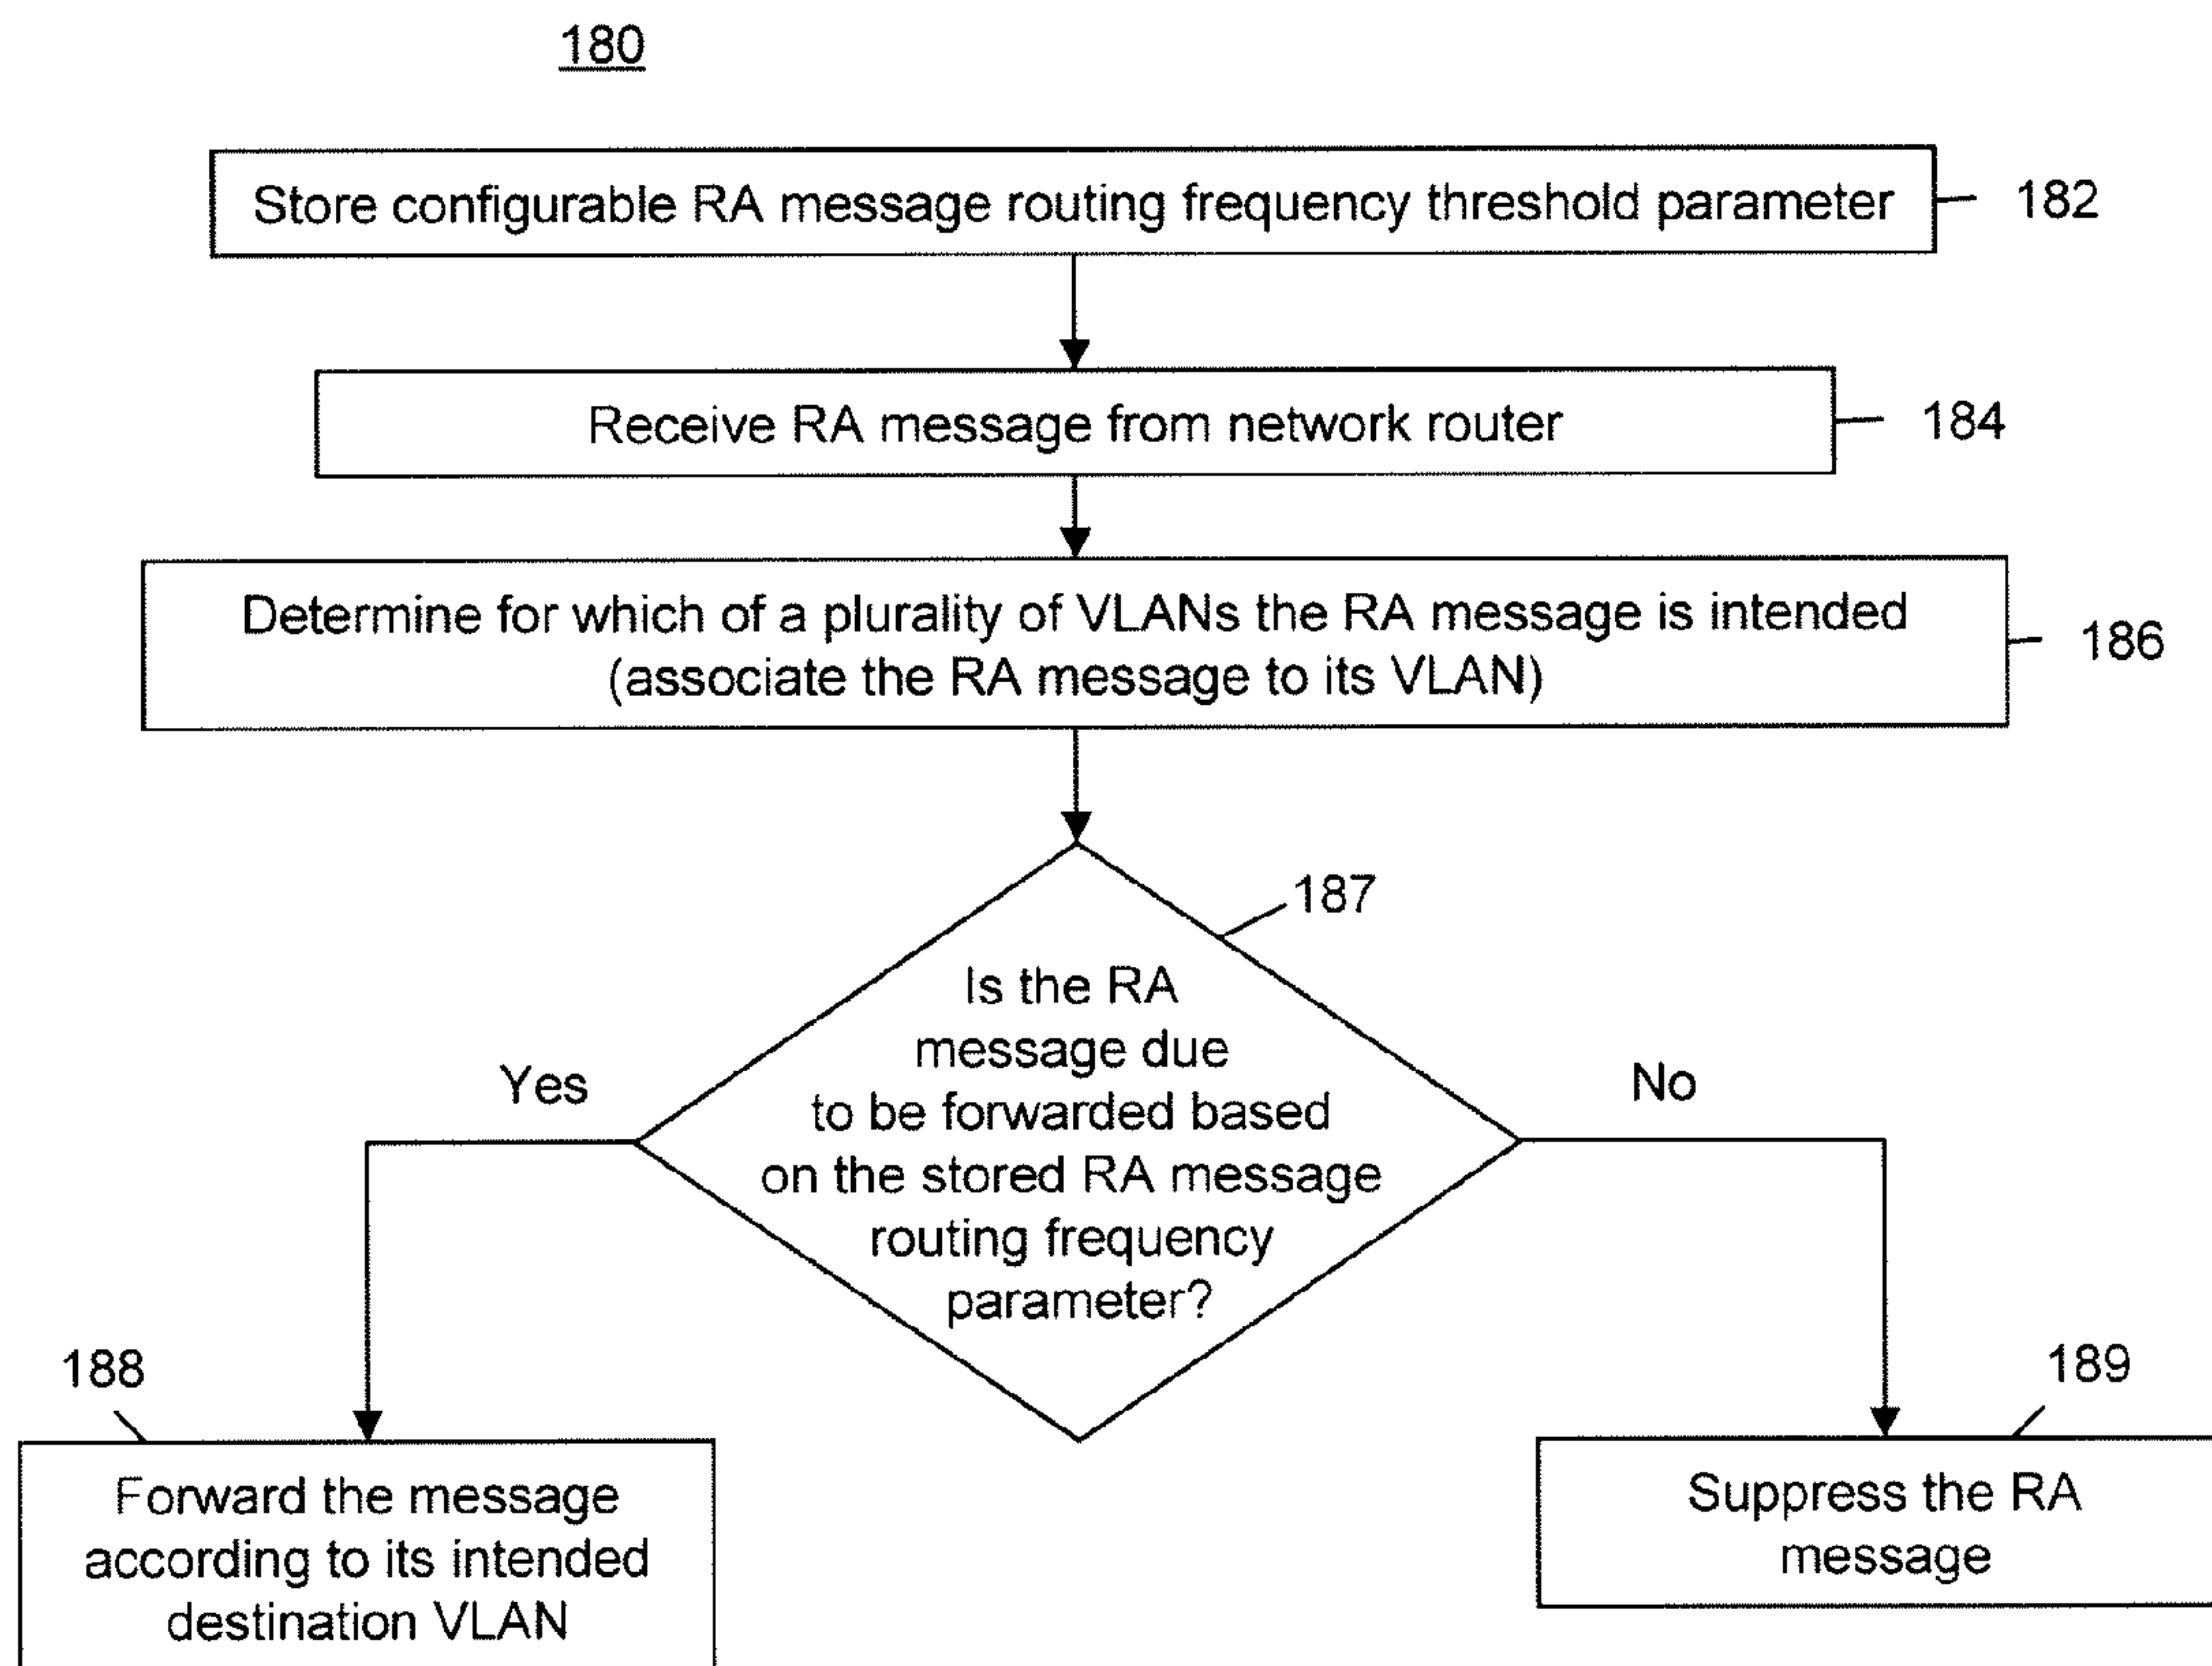 180
Store configurable RA message routing frequency threshold parameter
182
Receive RA message from network router
184
Determine for which of a plurality of VLANs the RA message is intended
(associate the RA message to its VLAN)
186
187
Is the RA
message due
to be forwarded based
on the stored RA message
routing frequency
parameter?
Yes
No
188
Forward the message
according to its intended
destination VLAN
189
Suppress the RA
message